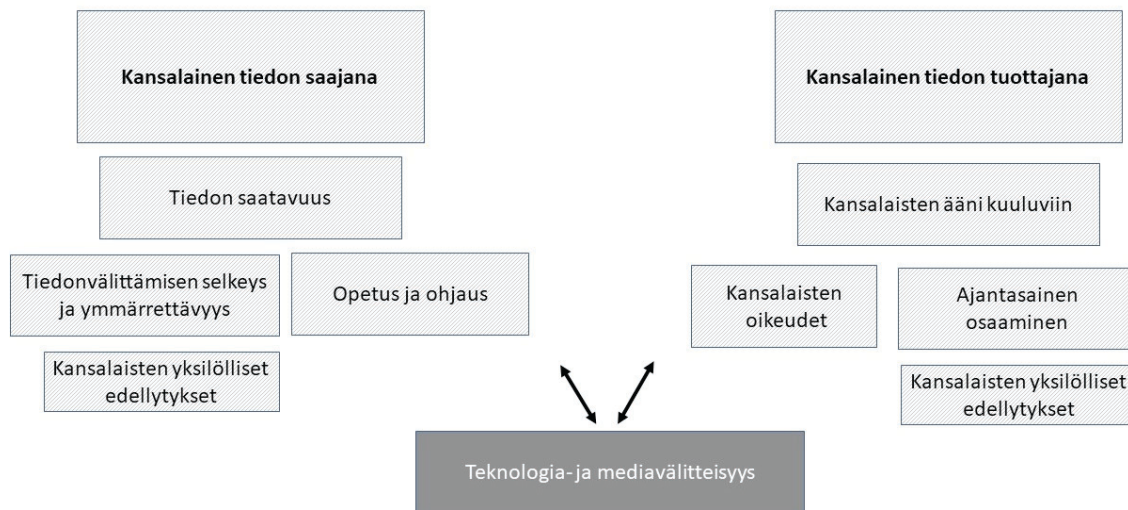 Kansalainen tiedon saajana
Tiedon saatavuus
Tiedonvälittämisen selkeys
ja ymmärrettävyys
Opetus ja ohjaus
Kansalaisten yksilölliset
edellytykset
Kansalainen tiedon tuottajana
Kansalaisten ääni kuuluviin
Kansalaisten
oikeudet
Ajantasainen
osaaminen
Kansalaisten yksilölliset
edellytykset
Teknologia- ja mediavälitteisyys